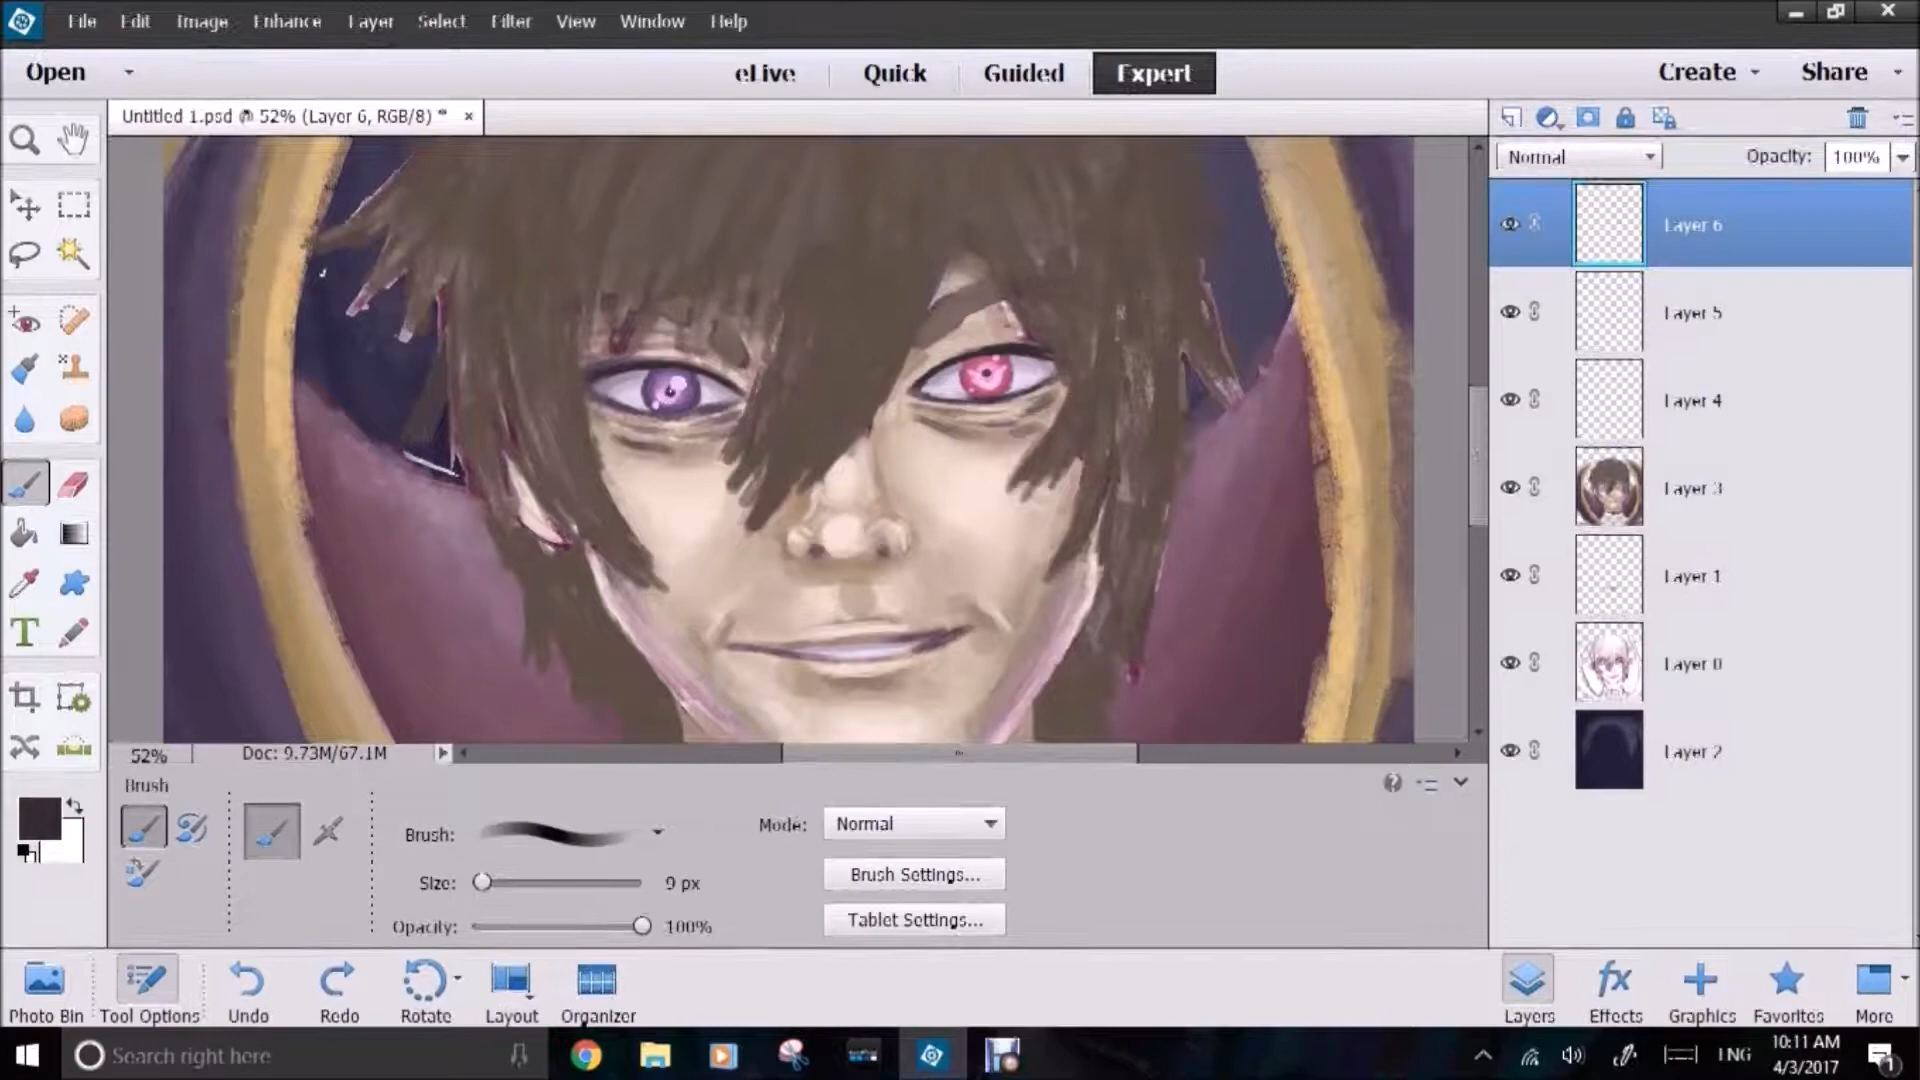 File Edit Image Enhance Layer Select Filter View Window Help
Open eLive Quick Guided Expert Create Share
Untitled 1.psd @ 52% (Layer 6, RGB/8) * ×
Normal Opacity: 100%
Layer 6
Layer 5
Layer 4
Layer 3
Layer 1
Layer 0
Layer 2
52% Doc: 9.73M/67.1M
Brush
Brush: Mode: Normal
Size: 9 px Brush Settings...
Opacity: 100% Tablet Settings...
Photo Bin Tool Options Undo Redo Rotate Layout Organizer Layers Effects Graphics Favorites More
Search right here ENG 10:11 AM
4/3/2017 1